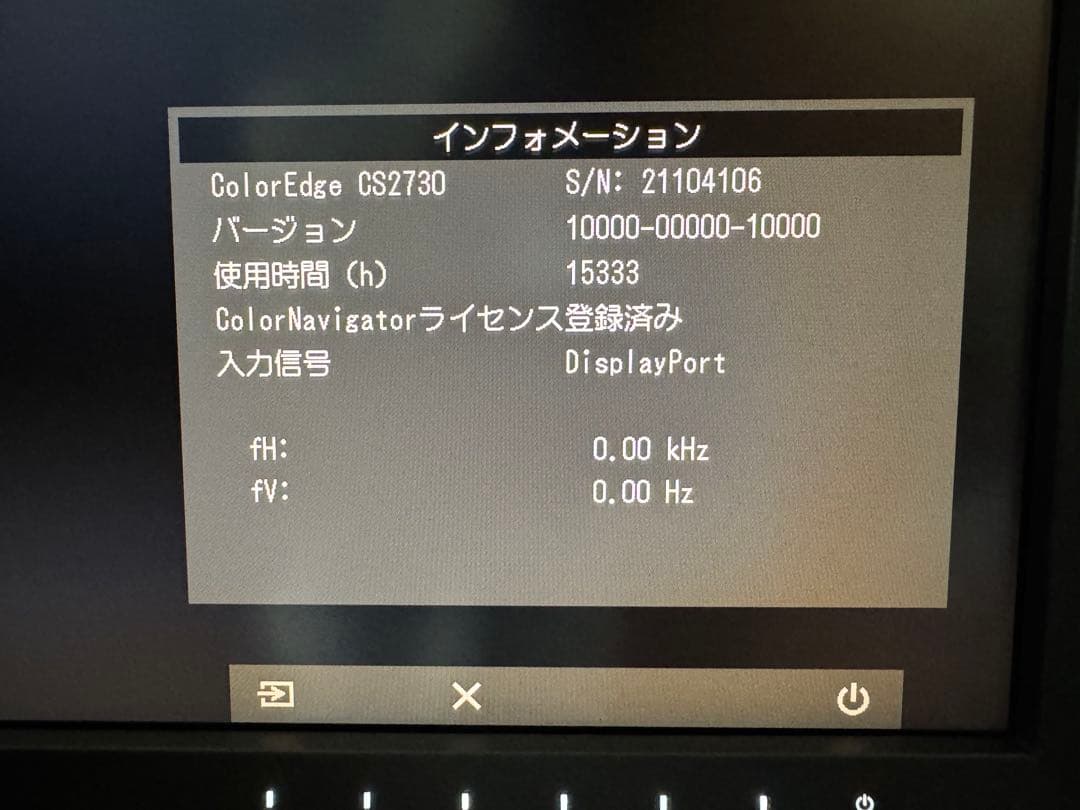 インフォメーション
ColorEdge CS2730 S/N: 21104106
バージョン 10000-00000-10000
使用時間 (h) 15333
ColorNavigatorライセンス登録済み
入力信号 DisplayPort
fH: 0.00 kHz
fV: 0.00 Hz